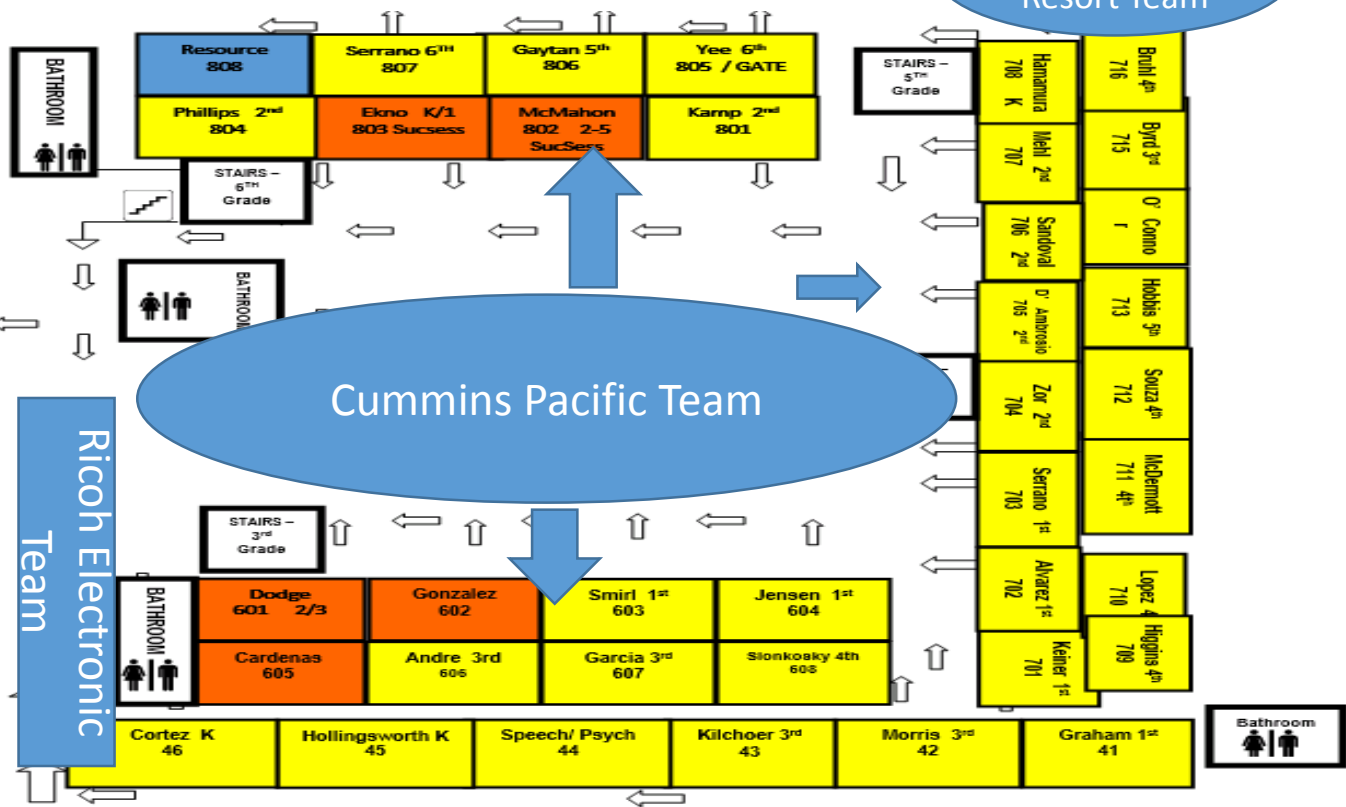 Resort Team
BATHROOM
Resource
808
Serrano 6TH
807
Gaytan 5th
806
Yee 6th
805 / GATE
Phillips 2nd
804
Ekno K/1
803 Sucsess
McMahon
802 2-5
SucSess
Kamp 2nd
801
STAIRS –
5TH
Grade
STAIRS –
6TH
Grade
BATHROOM
Hamamura
708 K
Mehl 2nd
707
Sandoval
706 2nd
D' Ambrosio
705 2nd
Zor 2nd
704
Serrano 1st
703
Alvarez 1st
702
Keiner 1st
701
Bruhl 4th
716
Byrd 3rd
715
O' Conno
r
Hobbis 5th
713
Souza 4th
712
McDermott
711 4th
Lopez 4
710
Higgins 4th
709
Cummins Pacific Team
Ricoh Electronic
Team
STAIRS –
3rd
Grade
BATHROOM
Dodge
601 2/3
Gonzalez
602
Smirl 1st
603
Jensen 1st
604
Cardenas
605
Andre 3rd
606
Garcia 3rd
607
Slonkosky 4th
608
Cortez K
46
Hollingsworth K
45
Speech/ Psych
44
Kilchoer 3rd
43
Morris 3rd
42
Graham 1st
41
Bathroom